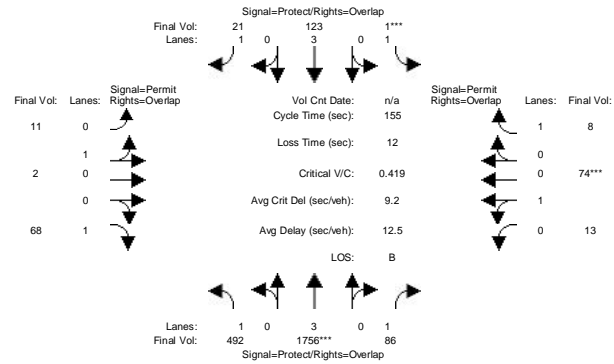 Signal=Protect/Rights=Overlap
Final Vol: 21 123 1***
Lanes: 1 0 3 0 1
Signal=Permit
Final Vol: Lanes: Rights=Overlap
Vol Cnt Date: n/a
Signal=Permit
Rights=Overlap Lanes: Final Vol:
Cycle Time (sec): 155
11 0
1 8
Loss Time (sec): 12
1
0
2 0
Critical V/C: 0.419
0 74***
0
Avg Crit Del (sec/veh): 9.2
1
68 1
Avg Delay (sec/veh): 12.5
0 13
LOS: B
Lanes: 1 0 3 0 1
Final Vol: 492 1756*** 86
Signal=Protect/Rights=Overlap